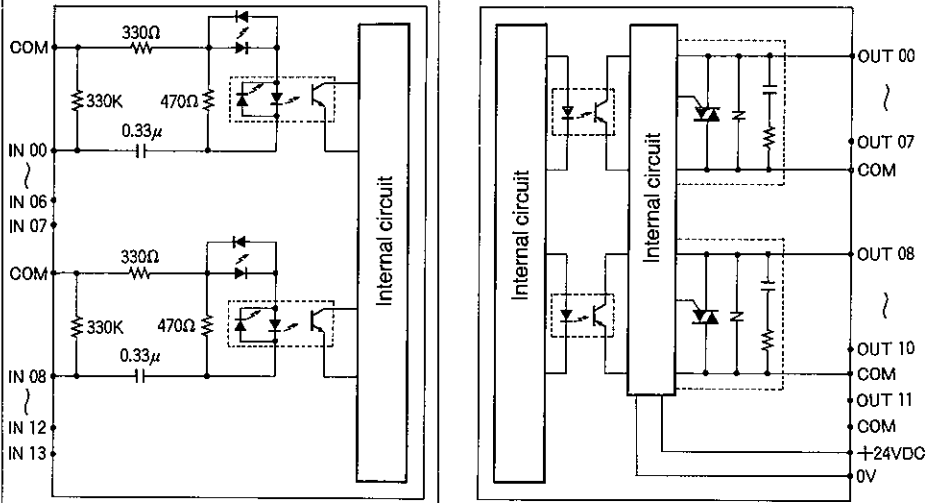 COM
330Ω
330K
470Ω
0.33μ
IN 00
IN 06
IN 07
COM
330Ω
330K
470Ω
0.33μ
IN 08
IN 12
IN 13
Internal circuit
Internal circuit
Internal circuit
OUT 00
OUT 07
COM
OUT 08
OUT 10
COM
OUT 11
COM
+24VDC
0V